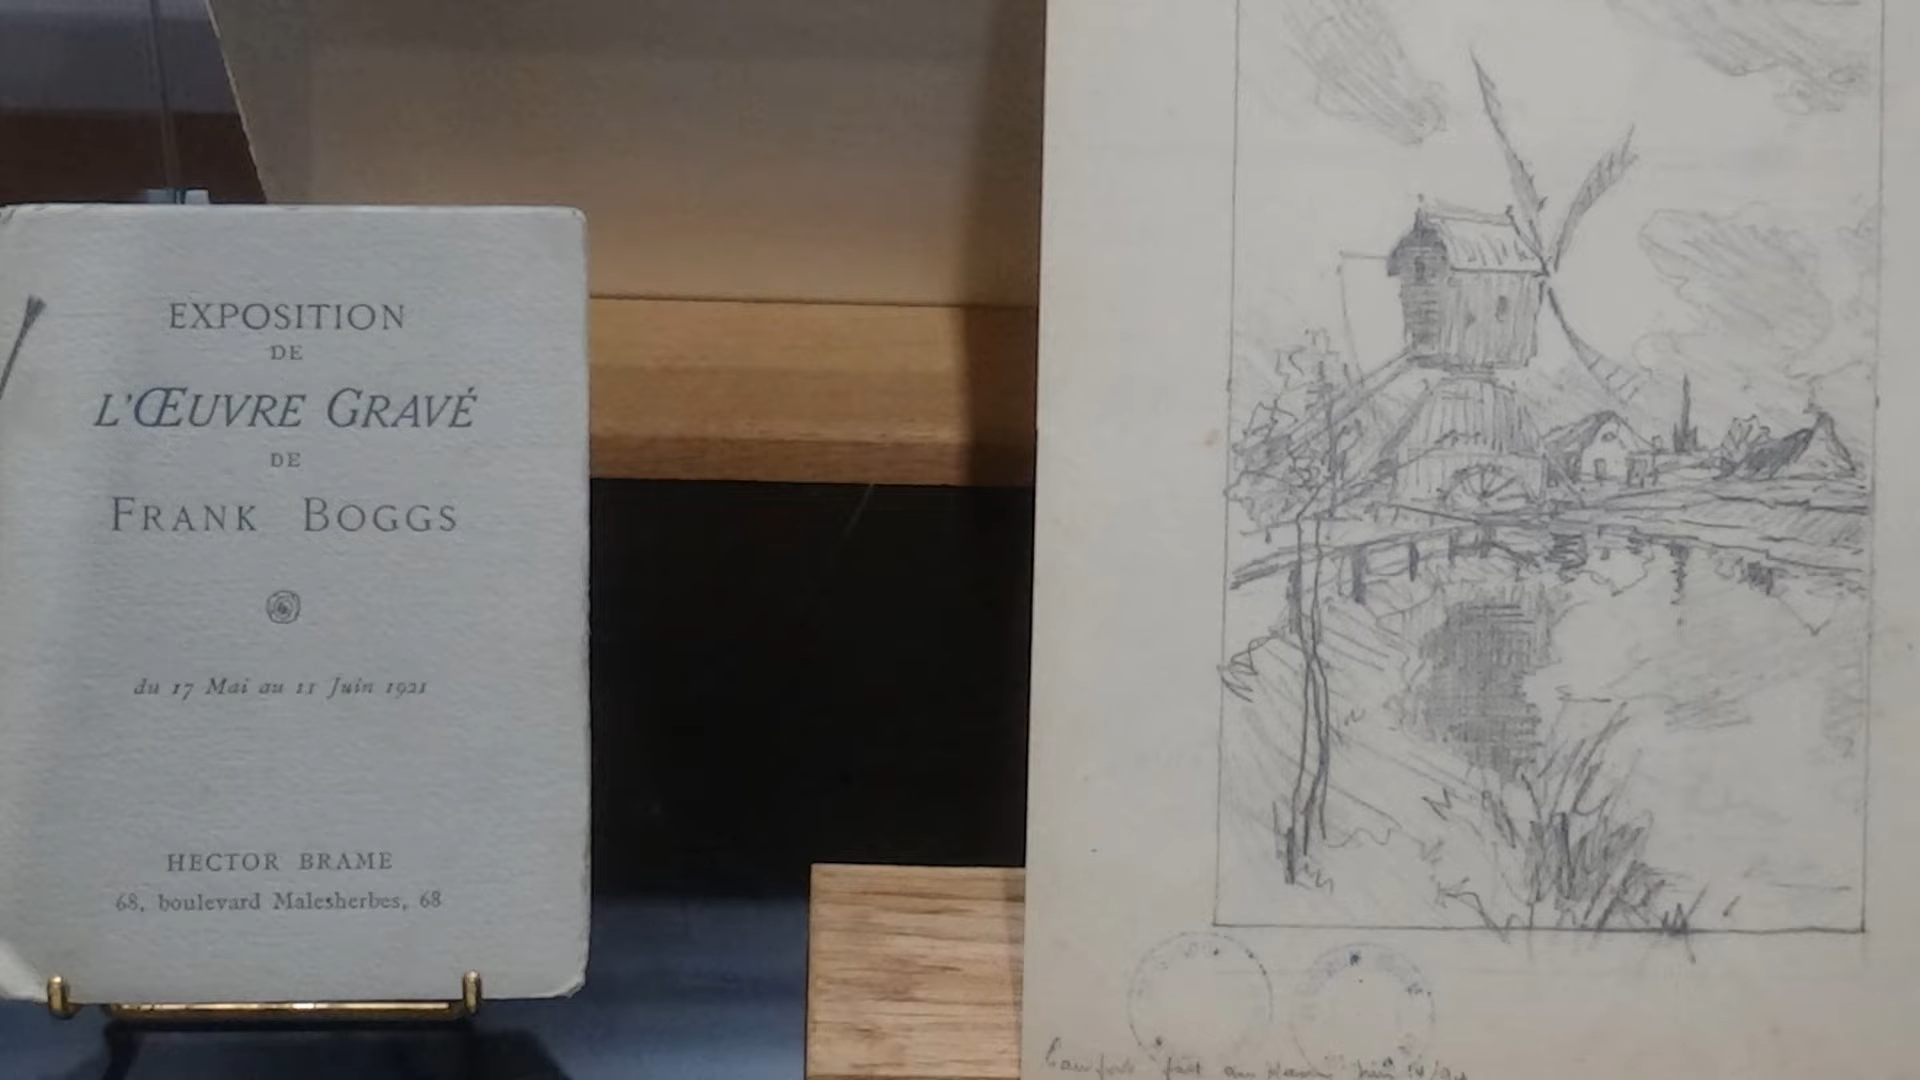 EXPOSITION
DE
L'ŒUVRE GRAVÉ
DE
FRANK BOGGS
du 17 Mai au 11 Juin 1921
HECTOR BRAME
68, boulevard Malesherbes, 68
fait au